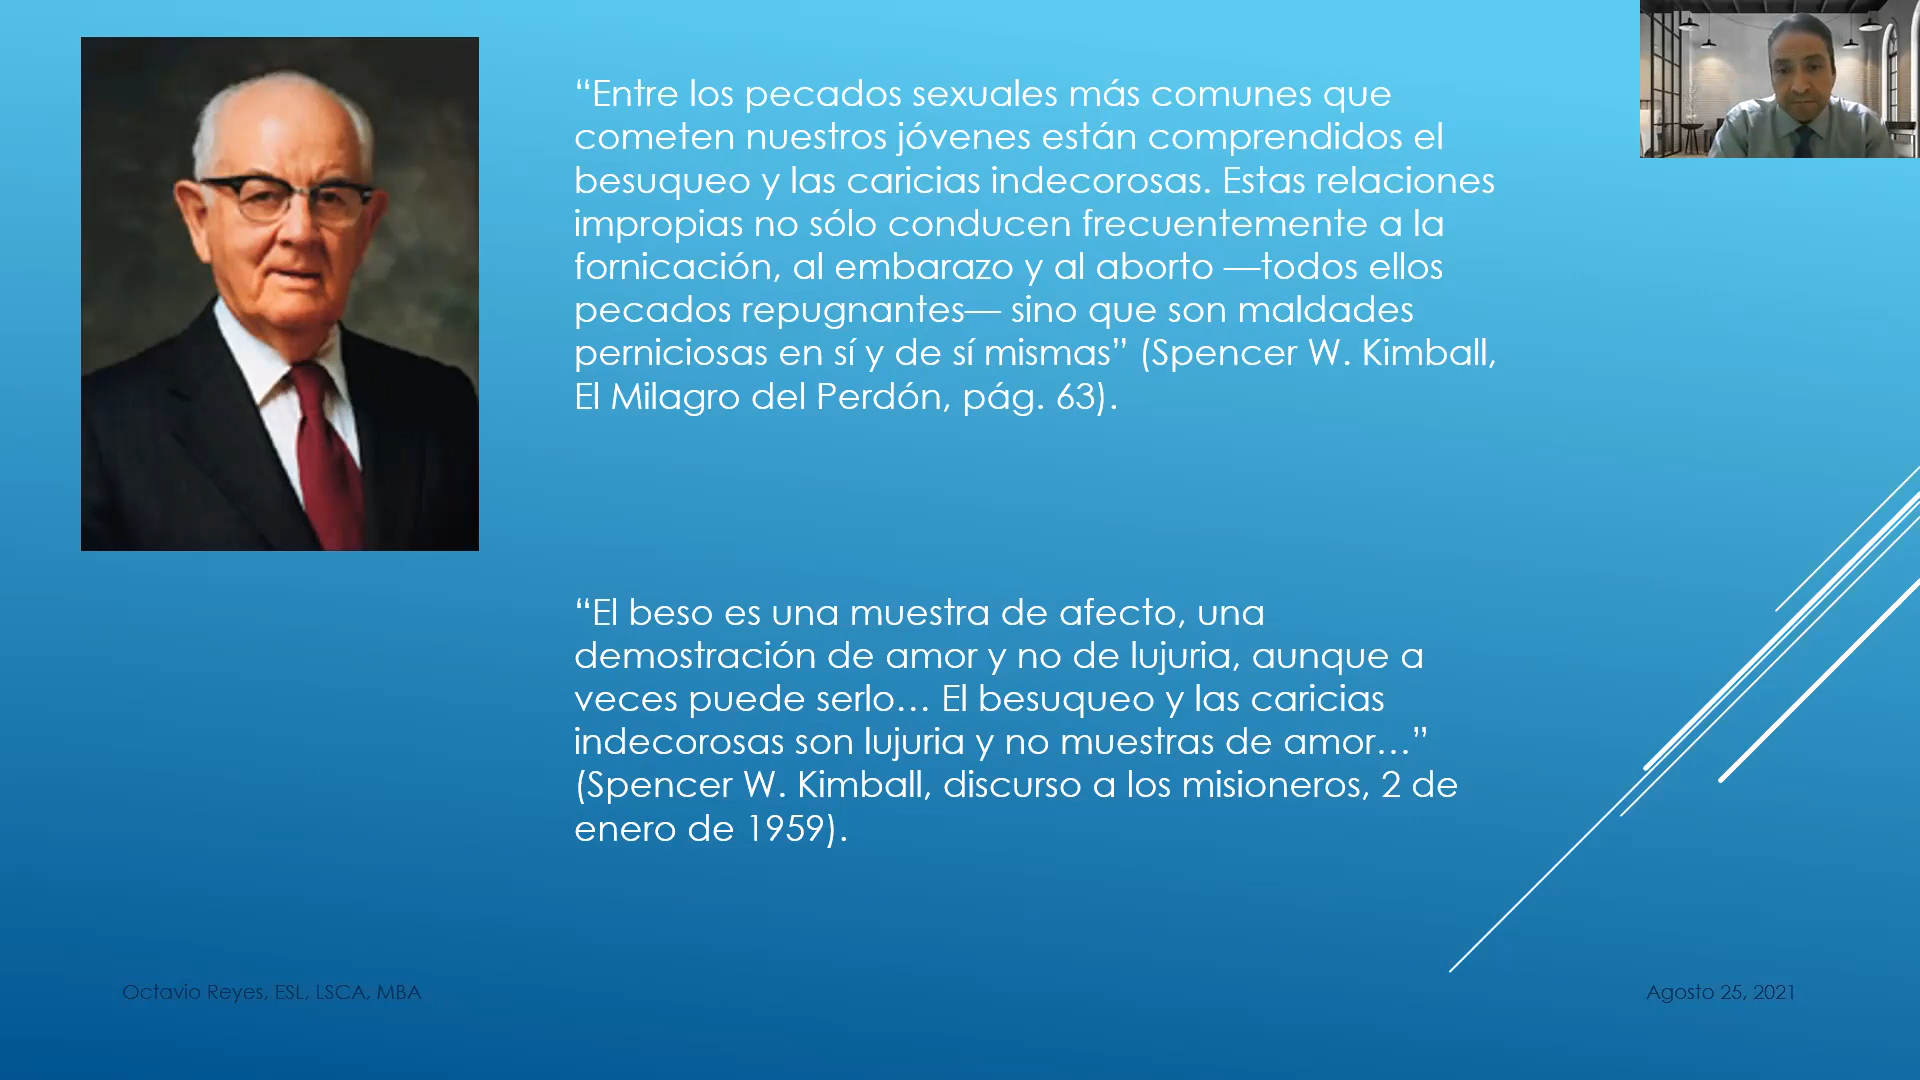 “Entre los pecados sexuales más comunes que
cometen nuestros jóvenes están comprendidos el
besuqueo y las caricias indecorosas. Estas relaciones
impropias no sólo conducen frecuentemente a la
fornicación, al embarazo y al aborto —todos ellos
pecados repugnantes— sino que son maldades
perniciosas en sí y de sí mismas” (Spencer W. Kimball,
El Milagro del Perdón, pág. 63).
“El beso es una muestra de afecto, una
demostración de amor y no de lujuria, aunque a
veces puede serlo… El besuqueo y las caricias
indecorosas son lujuria y no muestras de amor…”
(Spencer W. Kimball, discurso a los misioneros, 2 de
enero de 1959).
Octavio Reyes, ESL, LSCA, MBA
Agosto 25, 2021